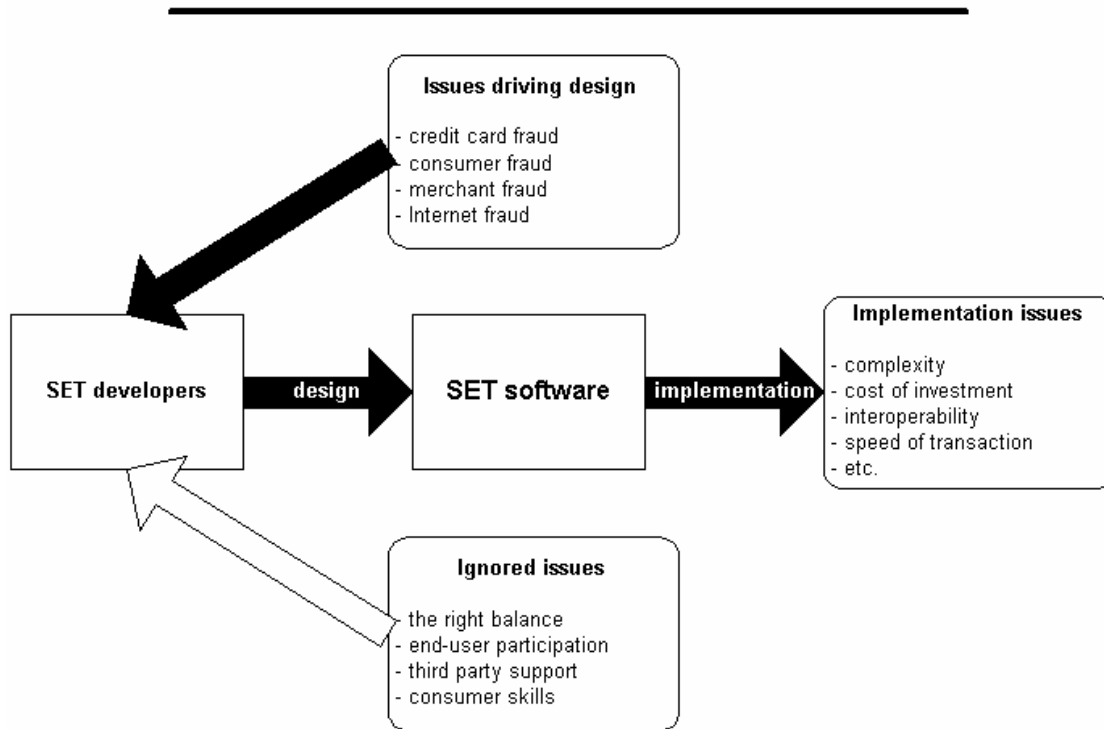 Issues driving design
- credit card fraud
- consumer fraud
- merchant fraud
- Internet fraud
SET developers
design
SET software
implementation
Implementation issues
- complexity
- cost of investment
- interoperability
- speed of transaction
- etc.
Ignored issues
- the right balance
- end-user participation
- third party support
- consumer skills